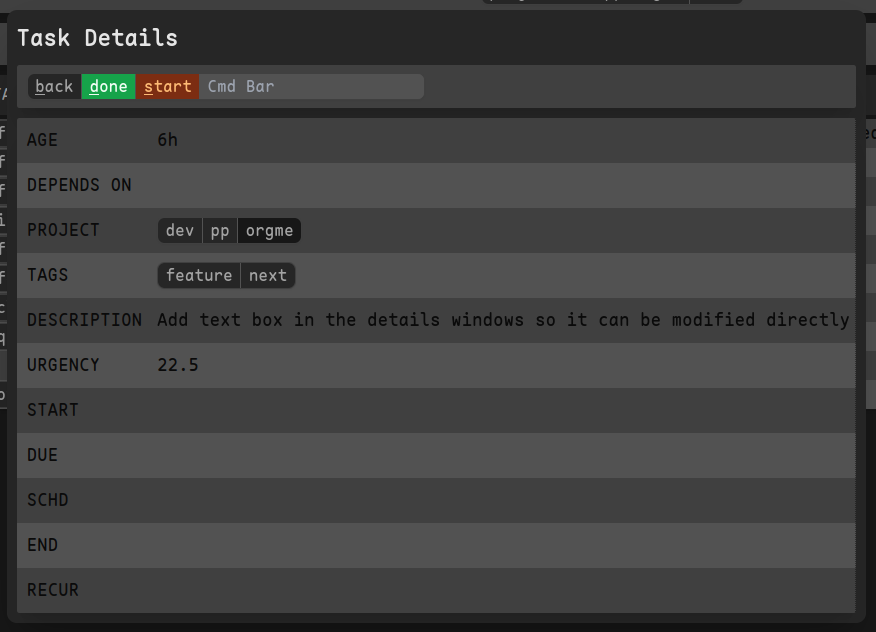 Task Details
back done start Cmd Bar
AGE 6h
DEPENDS ON
PROJECT dev pp orgme
TAGS feature next
DESCRIPTION Add text box in the details windows so it can be modified directly
URGENCY 22.5
START
DUE
SCHD
END
RECUR